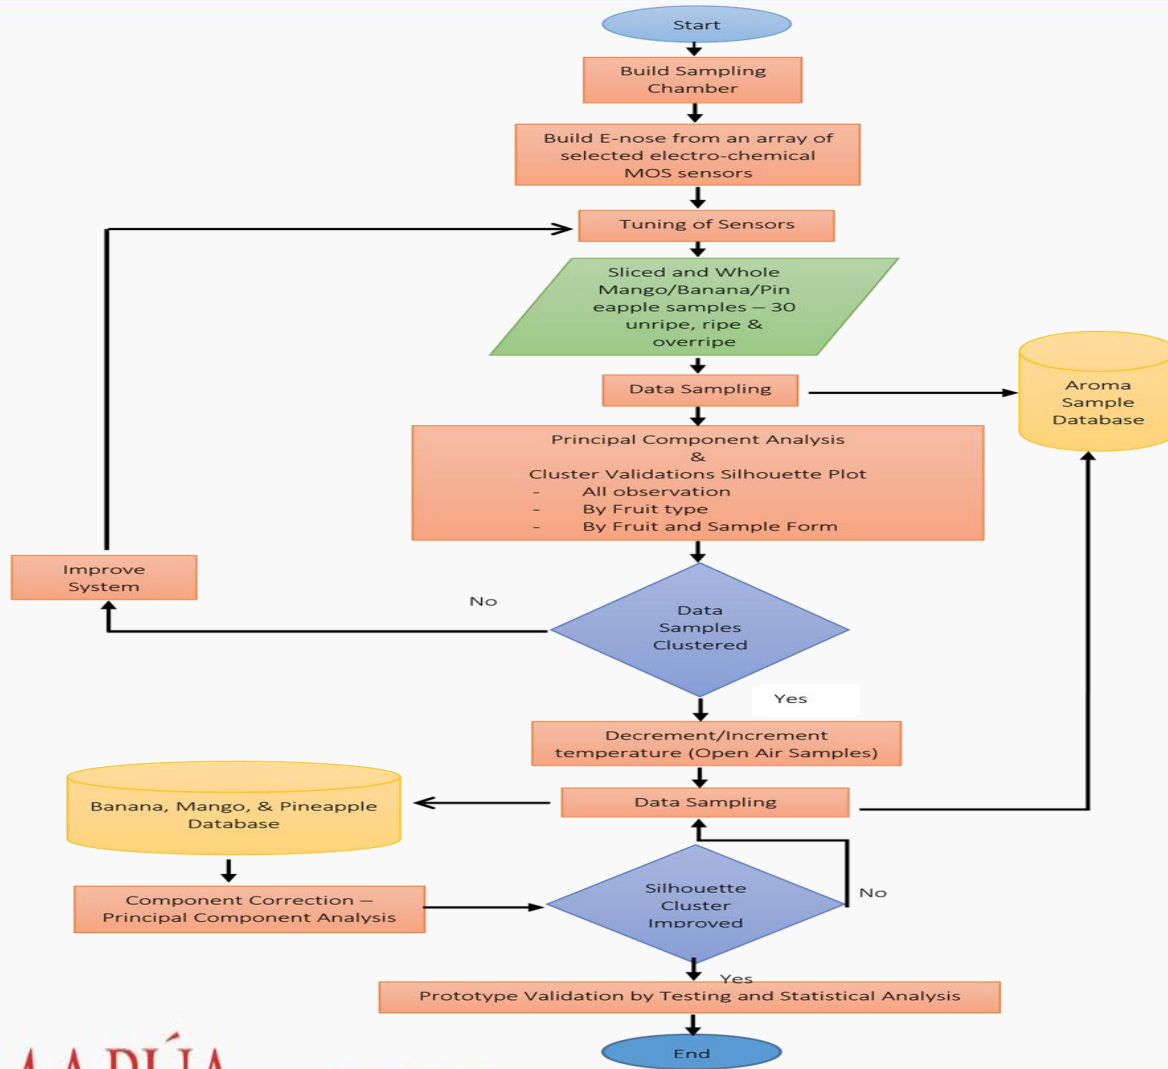 Start
Build Sampling
Chamber
Build E-nose from an array of
selected electro-chemical
MOS sensors
Tuning of Sensors
Sliced and Whole
Mango/Banana/Pin
eapple samples – 30
unripe, ripe &
overripe
Data Sampling
Aroma
Sample
Database
Principal Component Analysis
&
Cluster Validations Silhouette Plot
- All observation
- By Fruit type
- By Fruit and Sample Form
Improve
System
No
Data
Samples
Clustered
Yes
Decrement/Increment
temperature (Open Air Samples)
Data Sampling
Banana, Mango, & Pineapple
Database
Component Correction –
Principal Component Analysis
Silhouette
Cluster
Improved
No
Yes
Prototype Validation by Testing and Statistical Analysis
End